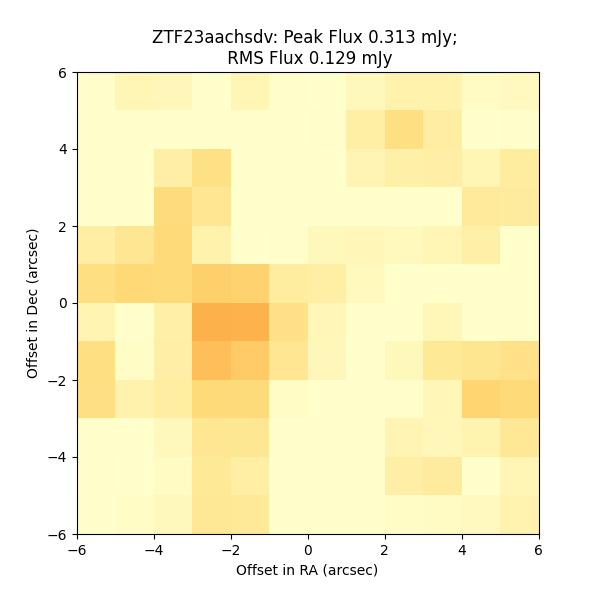 ZTF23aachsdv: Peak Flux 0.313 mJy;
RMS Flux 0.129 mJy
6
4
2
0
−2
−4
−6
Offset in Dec (arcsec)
−6 −4 −2 0 2 4 6
Offset in RA (arcsec)